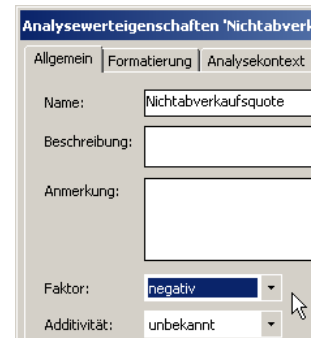 Analysewerteigenschaften 'Nichtabverk
Allgemein Formatierung Analysekontext
Name: Nichtabverkaufsquote
Beschreibung:
Anmerkung:
Faktor: negativ
Additivität: unbekannt